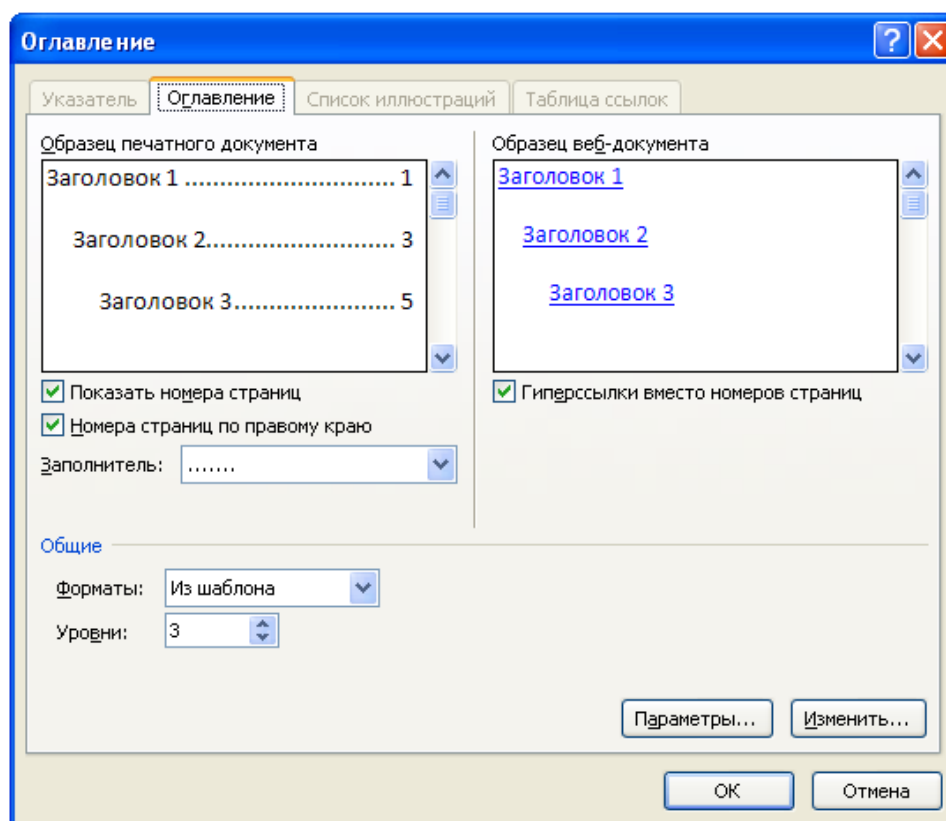 Оглавление
Указатель Оглавление Список иллюстраций Таблица ссылок
Образец печатного документа
Заголовок 1 ............................. 1
Заголовок 2............................. 3
Заголовок 3......................... 5
Показать номера страниц
Номера страниц по правому краю
Заполнитель: .......
Образец веб-документа
Заголовок 1
Заголовок 2
Заголовок 3
Гиперссылки вместо номеров страниц
Общие
Форматы: Из шаблона
Уровни: 3
Параметры... Изменить...
ОК Отмена